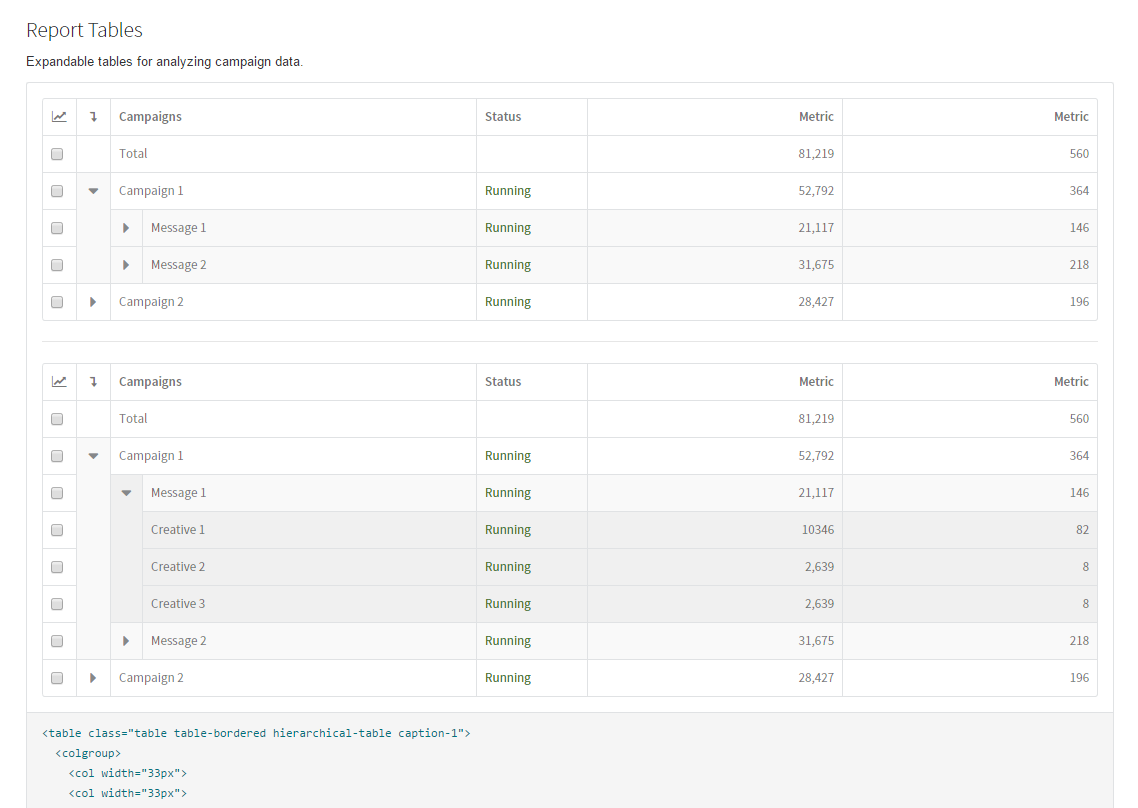 Report Tables
Expandable tables for analyzing campaign data.
Campaigns Status Metric Metric
Total 81,219 560
Campaign 1 Running 52,792 364
Message 1 Running 21,117 146
Message 2 Running 31,675 218
Campaign 2 Running 28,427 196
Campaigns Status Metric Metric
Total 81,219 560
Campaign 1 Running 52,792 364
Message 1 Running 21,117 146
Creative 1 Running 10346 82
Creative 2 Running 2,639 8
Creative 3 Running 2,639 8
Message 2 Running 31,675 218
Campaign 2 Running 28,427 196
<table class="table table-bordered hierarchical-table caption-1">
<colgroup>
<col width="33px">
<col width="33px">